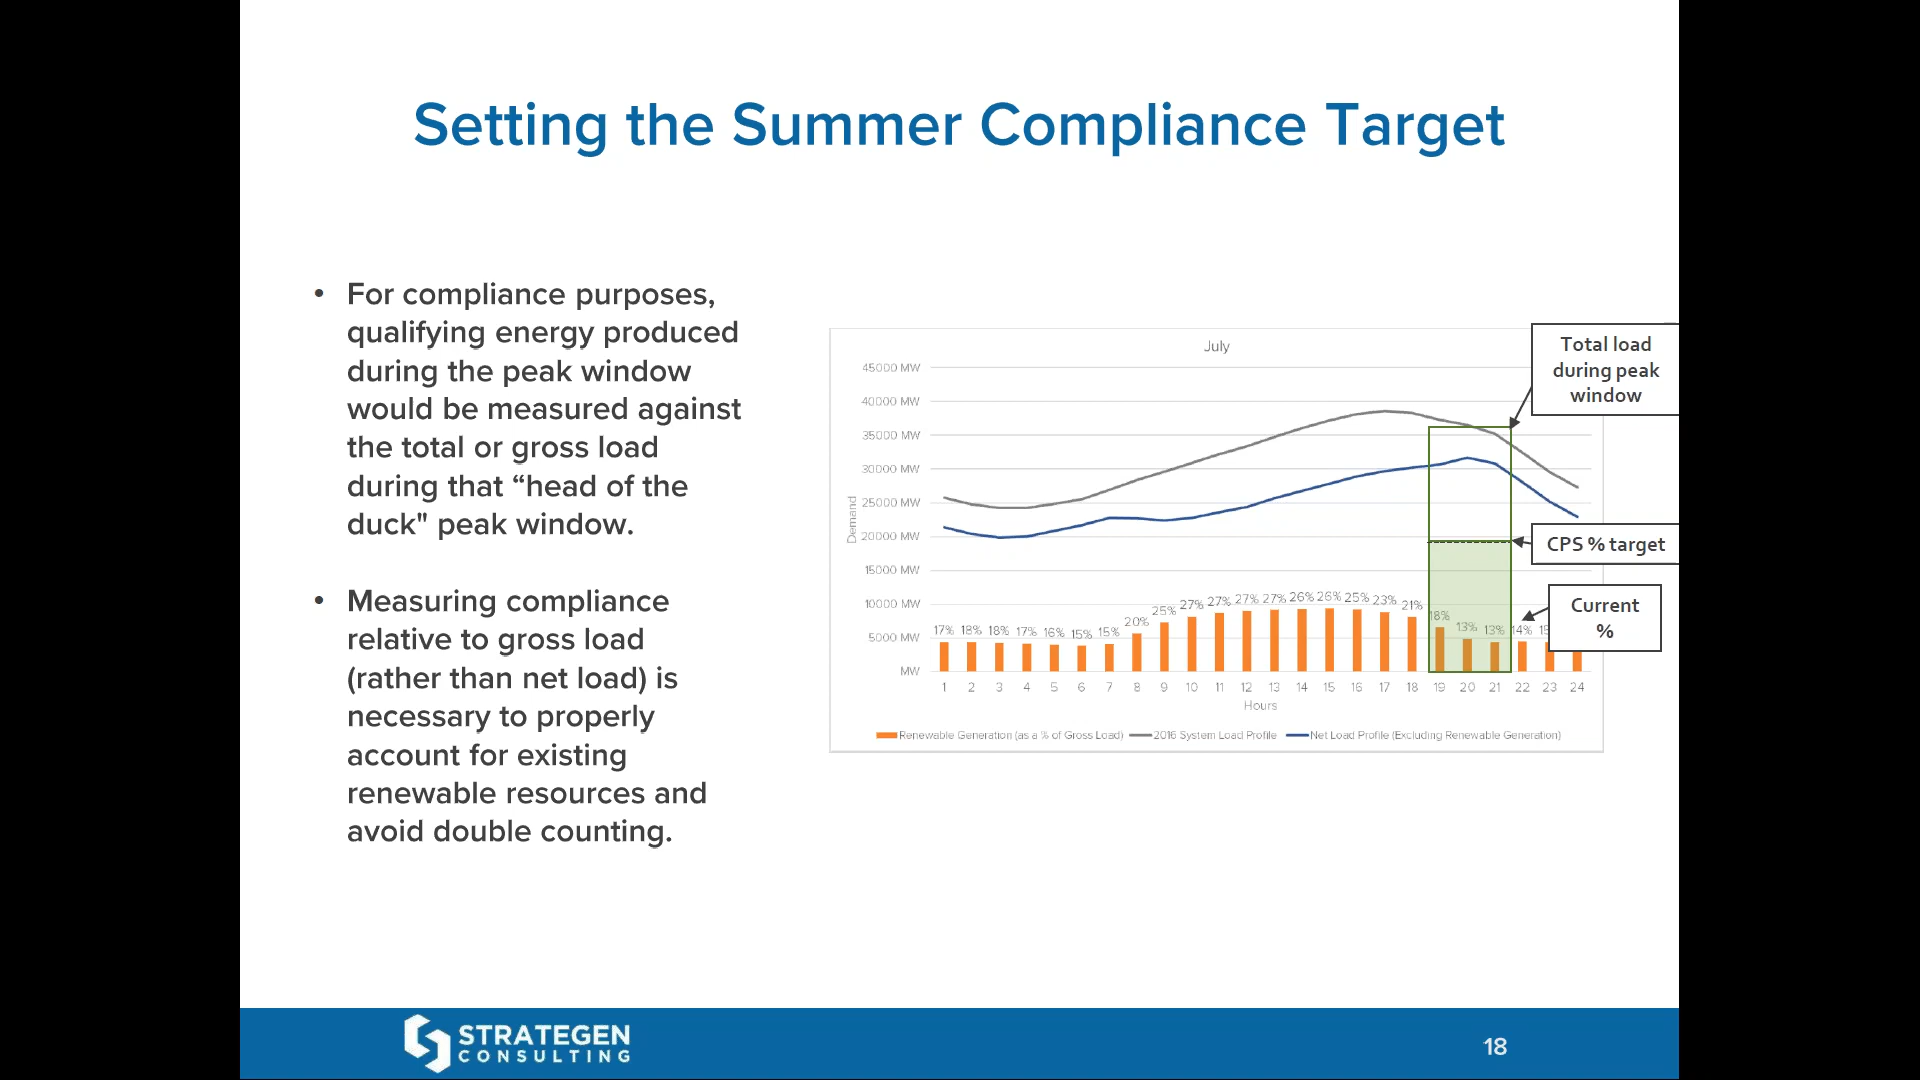 Setting the Summer Compliance Target
• For compliance purposes,
qualifying energy produced
during the peak window
would be measured against
the total or gross load
during that “head of the
duck" peak window.
• Measuring compliance
relative to gross load
(rather than net load) is
necessary to properly
account for existing
renewable resources and
avoid double counting.
July
45000 MW
40000 MW
35000 MW
30000 MW
25000 MW
20000 MW
15000 MW
10000 MW
5000 MW
MW
Demand
17% 18% 18% 17% 16% 15% 15% 20% 25% 27% 27% 27% 27% 26% 26% 25% 23% 21% 18% 13% 13% 14%
1 2 3 4 5 6 7 8 9 10 11 12 13 14 15 16 17 18 19 20 21 22 23 24
Hours
Renewable Generation (as a % of Gross Load) 2016 System Load Profile Net Load Profile (Excluding Renewable Generation)
Total load
during peak
window
CPS % target
Current
%
STRATEGEN
CONSULTING
18